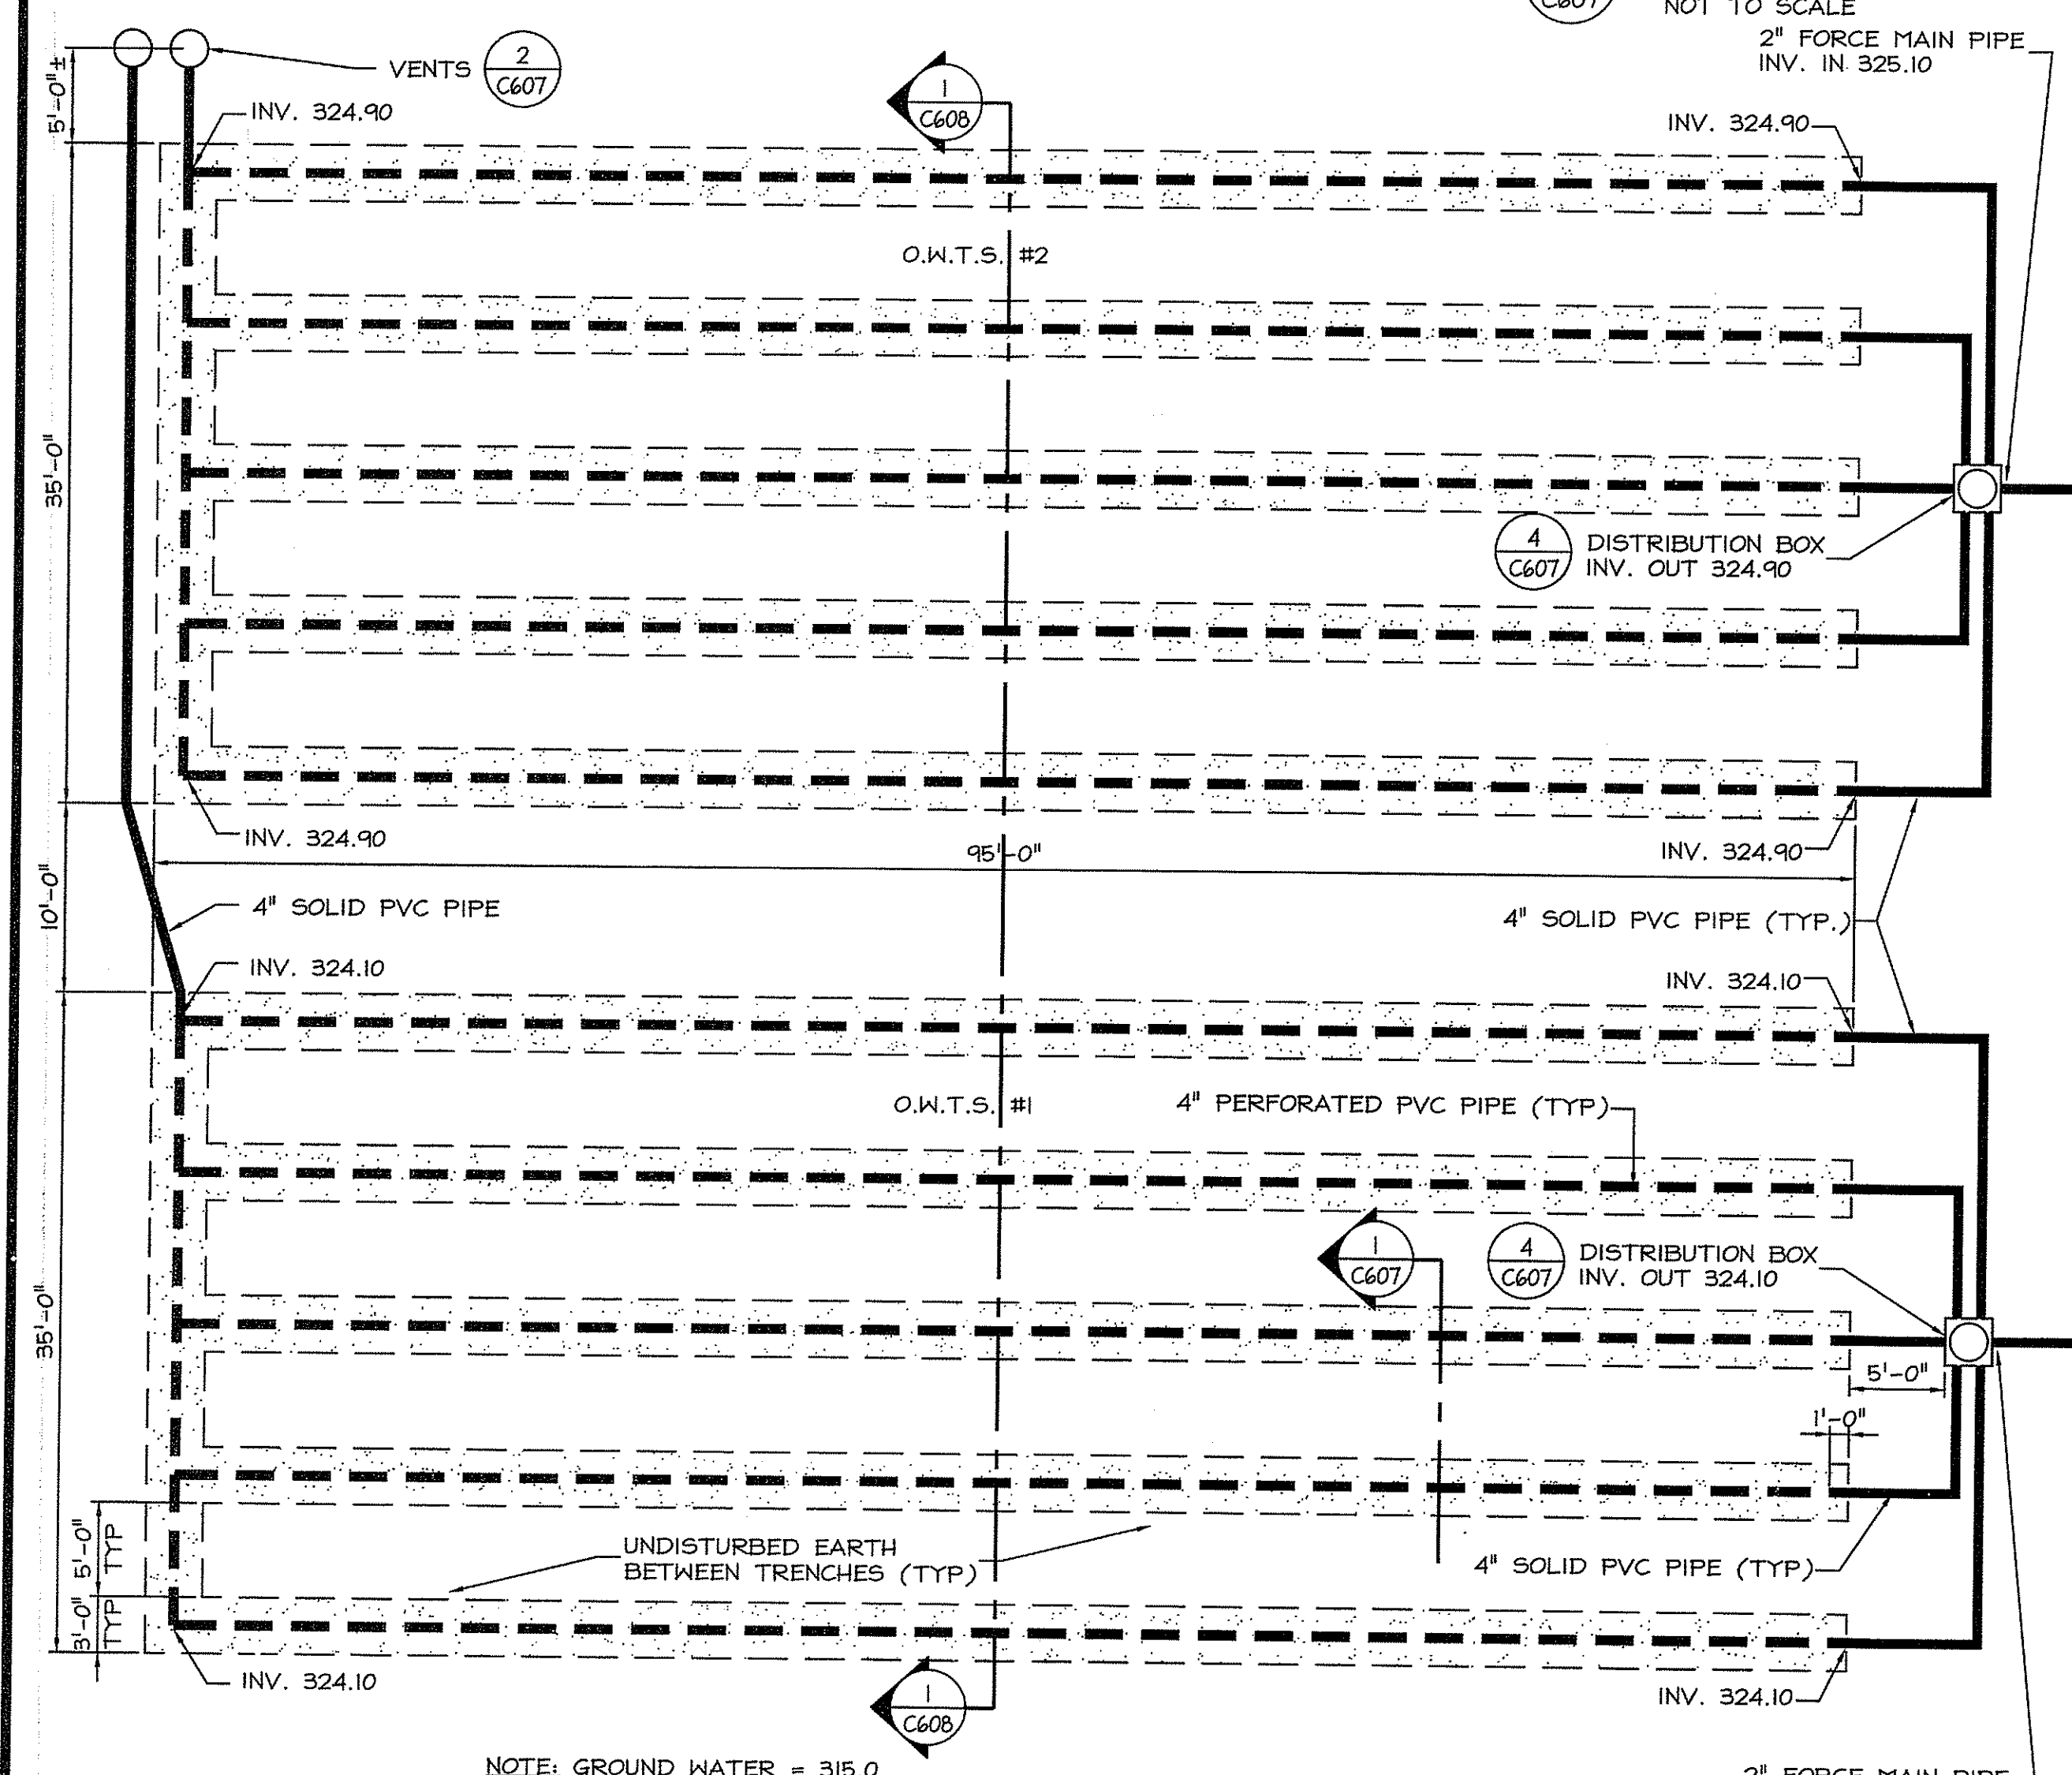 C607
NOT TO SCALE
2" FORCE MAIN PIPE
INV. IN 325.10
5'-0"±
VENTS
2
C607
INV. 324.90
1
C608
INV. 324.90
O.W.T.S. #2
35'-0"
4
C607
DISTRIBUTION BOX
INV. OUT 324.90
INV. 324.90
95'-0"
INV. 324.90
10'-0"
4" SOLID PVC PIPE
4" SOLID PVC PIPE (TYP.)
INV. 324.10
INV. 324.10
O.W.T.S. #1
4" PERFORATED PVC PIPE (TYP)
1
C607
4
C607
DISTRIBUTION BOX
INV. OUT 324.10
35'-0"
5'-0"
1'-0"
5'-0"
TYP
UNDISTURBED EARTH
BETWEEN TRENCHES (TYP)
4" SOLID PVC PIPE (TYP)
3'-0"
TYP
INV. 324.10
INV. 324.10
1
C608
NOTE: GROUND WATER = 315.0
2" FORCE MAIN PIPE